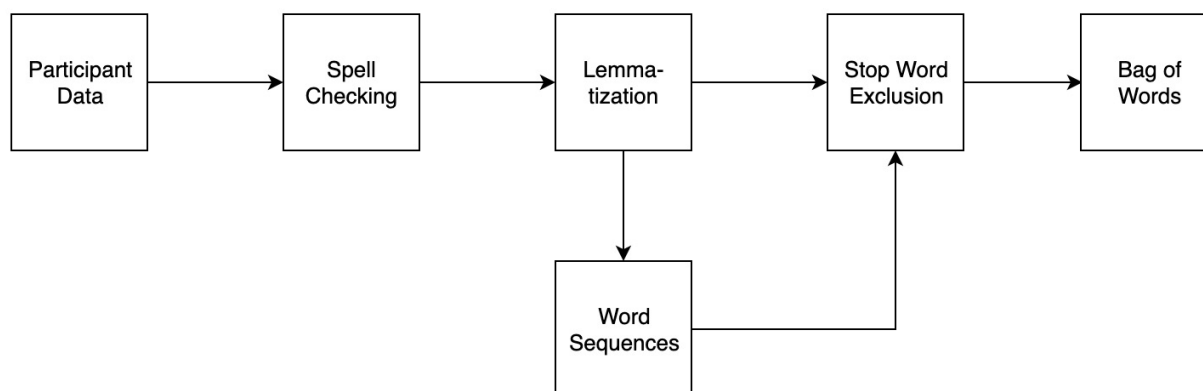 Participant
Data
Spell
Checking
Lemma-
tization
Stop Word
Exclusion
Bag of
Words
Word
Sequences